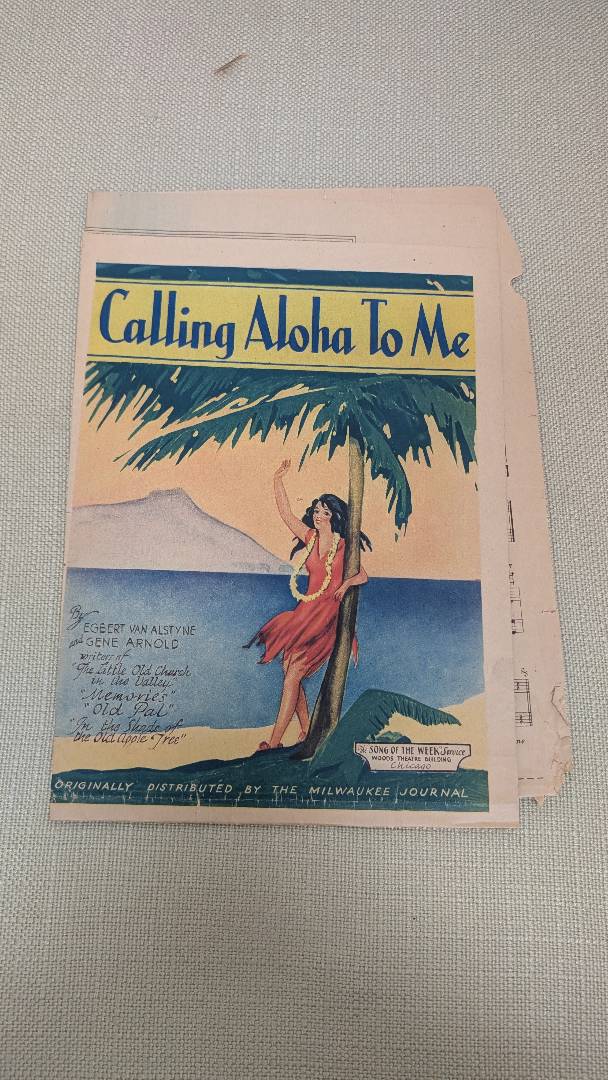 Calling Aloha To Me
By EGBERT VAN ALSTYNE
and GENE ARNOLD
writers of
"The Little Old Church
in the Valley"
"Memories"
"Old Pal"
"In the Shade of
the Old Apple Tree"
The SONG OF THE WEEK Service
WOODS THEATRE BUILDING
Chicago
ORIGINALLY DISTRIBUTED BY THE MILWAUKEE JOURNAL